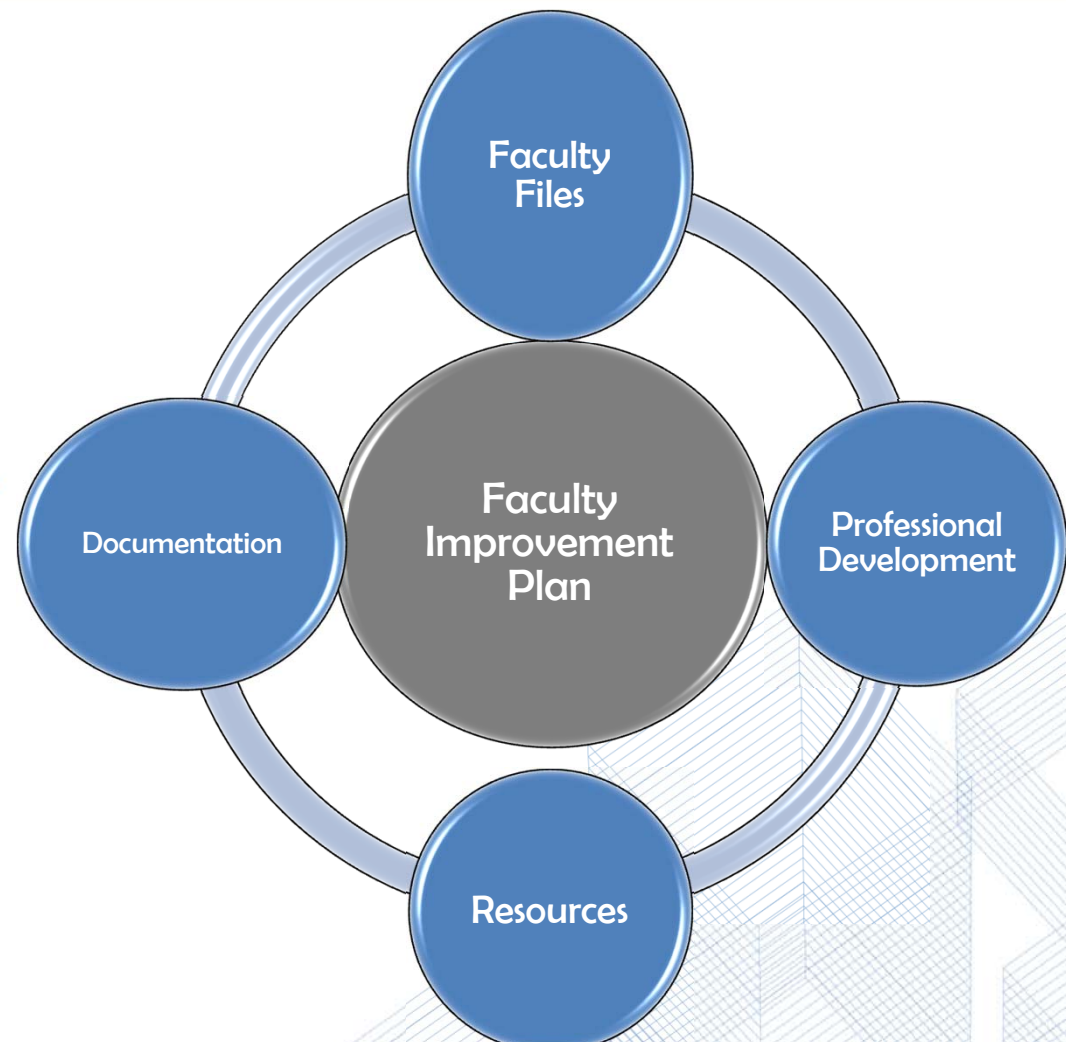 Faculty
Files
Documentation
Faculty
Improvement
Plan
Professional
Development
Resources